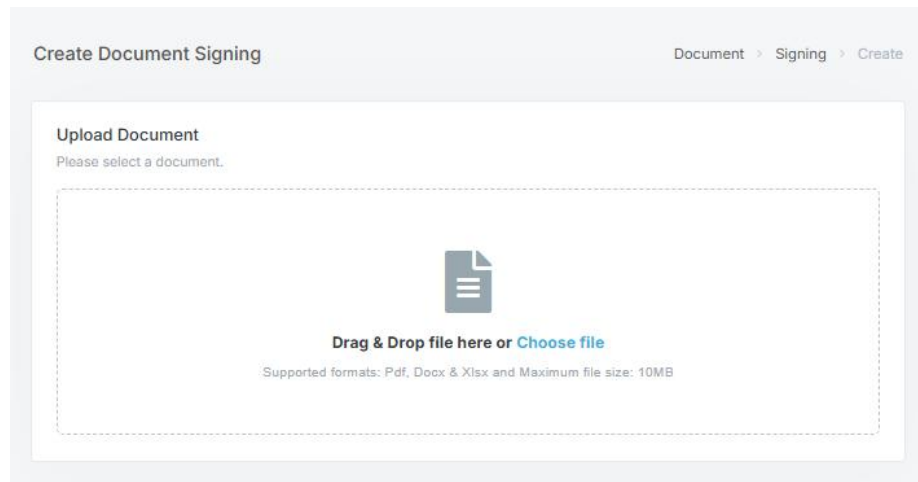 Create Document Signing
Document > Signing > Create
Upload Document
Please select a document.
Drag & Drop file here or Choose file
Supported formats: Pdf, Docx & Xlsx and Maximum file size: 10MB